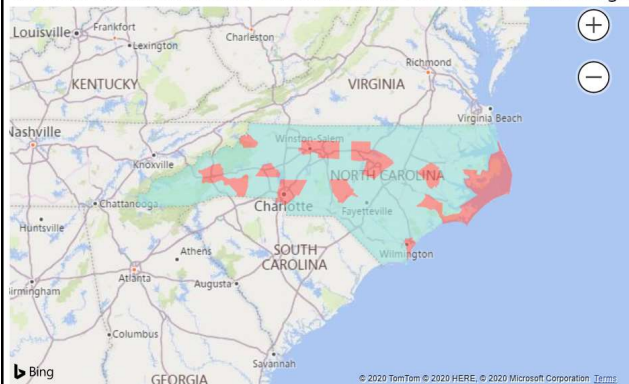 Louisville
Frankfort
Lexington
Charleston
Richmond
KENTUCKY
VIRGINIA
Virginia Beach
Nashville
Winston-Salem
Knoxville
NORTH CAROLINA
Chattanooga
Charlotte
Fayetteville
Huntsville
Athens
SOUTH
CAROLINA
Wilmington
Atlanta
Augusta
Birmingham
Columbus
Savannah
Bing
GEORGIA
© 2020 TomTom © 2020 HERE, © 2020 Microsoft Corporation Terms